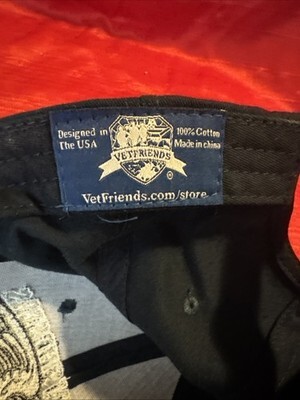 Designed in
The USA
100% Cotton
Made in china
VETFRIENDS
®
VetFriends.com/store